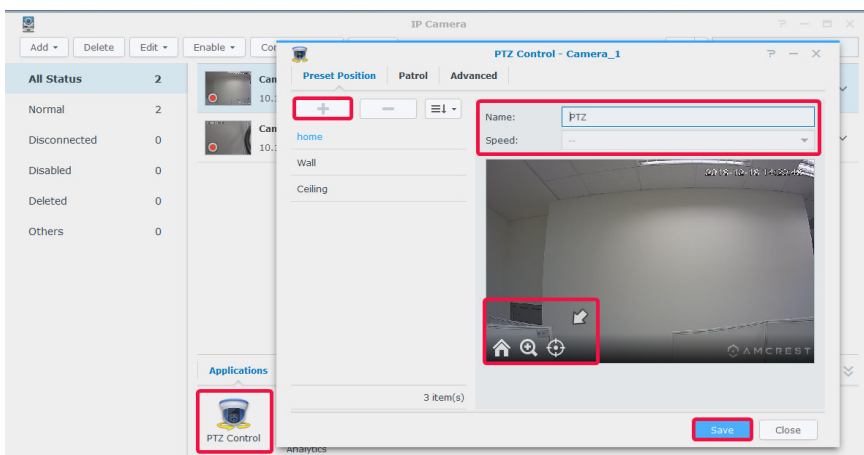 IP Camera
Add Delete Edit Enable
All Status 2
Normal 2
Disconnected 0
Disabled 0
Deleted 0
Others 0
10.
10.
Applications
PTZ Control
Analytics
PTZ Control - Camera_1
Preset Position Patrol Advanced
home
Wall
Ceiling
3 item(s)
Name: PTZ
Speed: --
AMCREST
Save Close